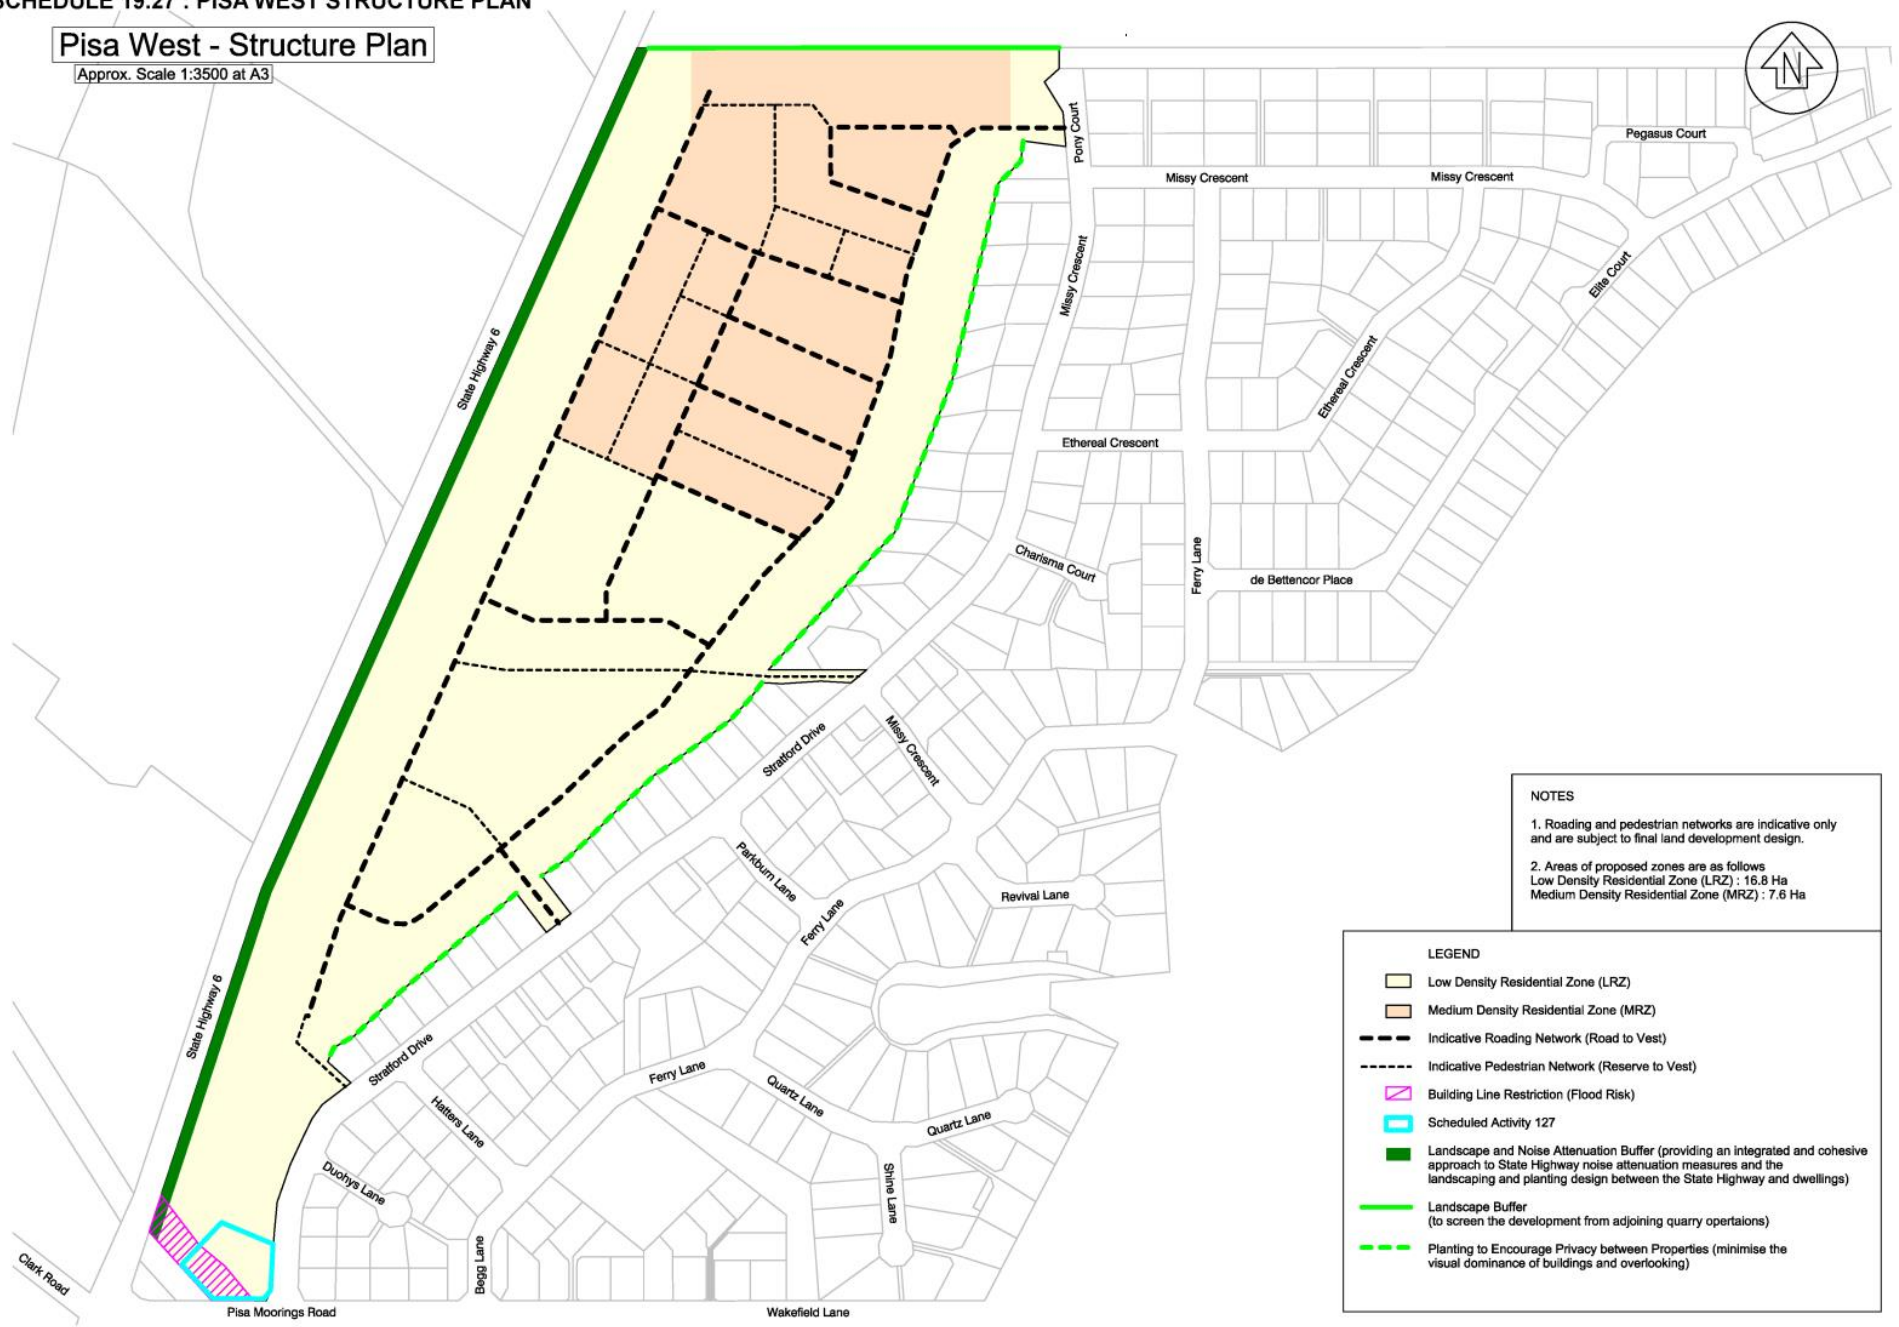 SCHEDULE 19.27 : PISA WEST STRUCTURE PLAN
Pisa West - Structure Plan
Approx. Scale 1:3500 at A3
N
Pony Court
Pegasus Court
Missy Crescent
Missy Crescent
Missy Crescent
Elite Court
State Highway 6
Ethereal Crescent
Ethereal Crescent
Charisma Court
Ferry Lane
de Bettencor Place
Missy Crescent
Stratford Drive
Parkburn Lane
Revival Lane
Ferry Lane
State Highway 6
Stratford Drive
Ferry Lane
Quartz Lane
Quartz Lane
Hatters Lane
Duohys Lane
Shine Lane
Begg Lane
Clark Road
Pisa Moorings Road
Wakefield Lane
NOTES
1. Roading and pedestrian networks are indicative only
and are subject to final land development design.
2. Areas of proposed zones are as follows
Low Density Residential Zone (LRZ) : 16.8 Ha
Medium Density Residential Zone (MRZ) : 7.6 Ha
LEGEND
Low Density Residential Zone (LRZ)
Medium Density Residential Zone (MRZ)
Indicative Roading Network (Road to Vest)
Indicative Pedestrian Network (Reserve to Vest)
Building Line Restriction (Flood Risk)
Scheduled Activity 127
Landscape and Noise Attenuation Buffer (providing an integrated and cohesive
approach to State Highway noise attenuation measures and the
landscaping and planting design between the State Highway and dwellings)
Landscape Buffer
(to screen the development from adjoining quarry opertaions)
Planting to Encourage Privacy between Properties (minimise the
visual dominance of buildings and overlooking)